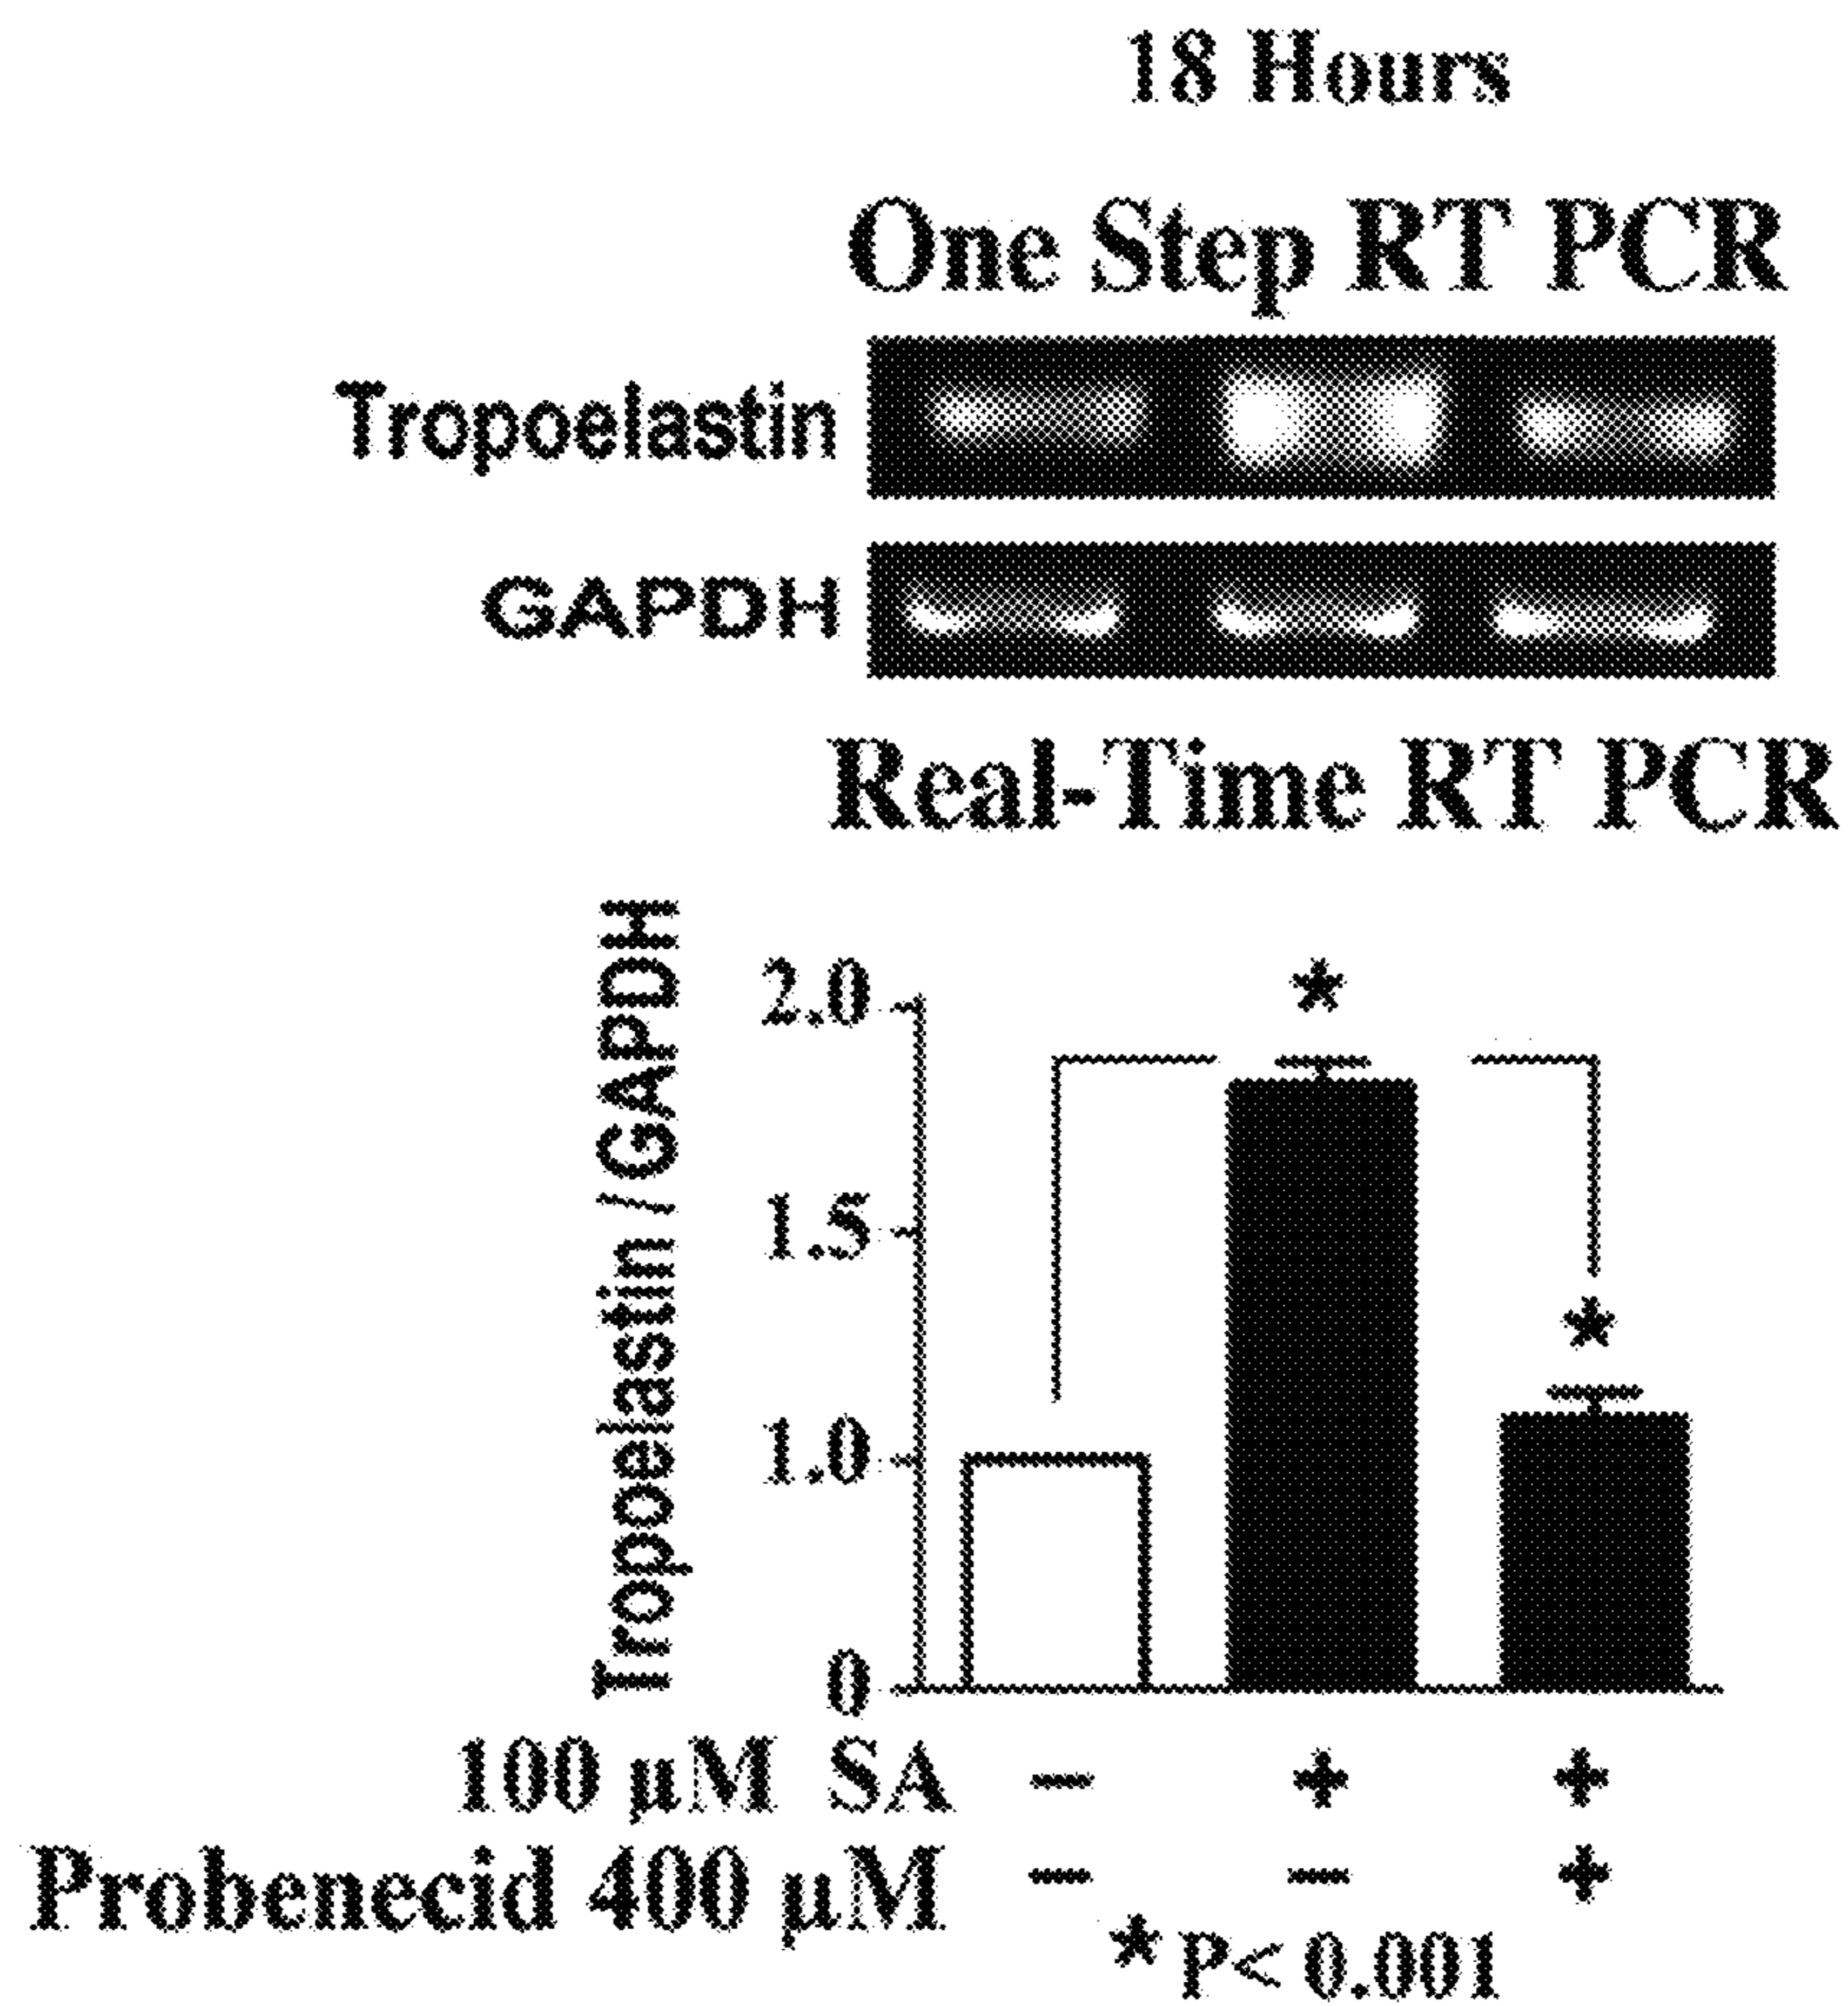 18 Hours
One Step RT PCR
Tropoelastin
GAPDH
Real-Time RT PCR
Tropoelastin / GAPDH
2.0
*
1.5
*
1.0
0
100 µM SA - + +
Probenecid 400 µM - - +
* P< 0.001